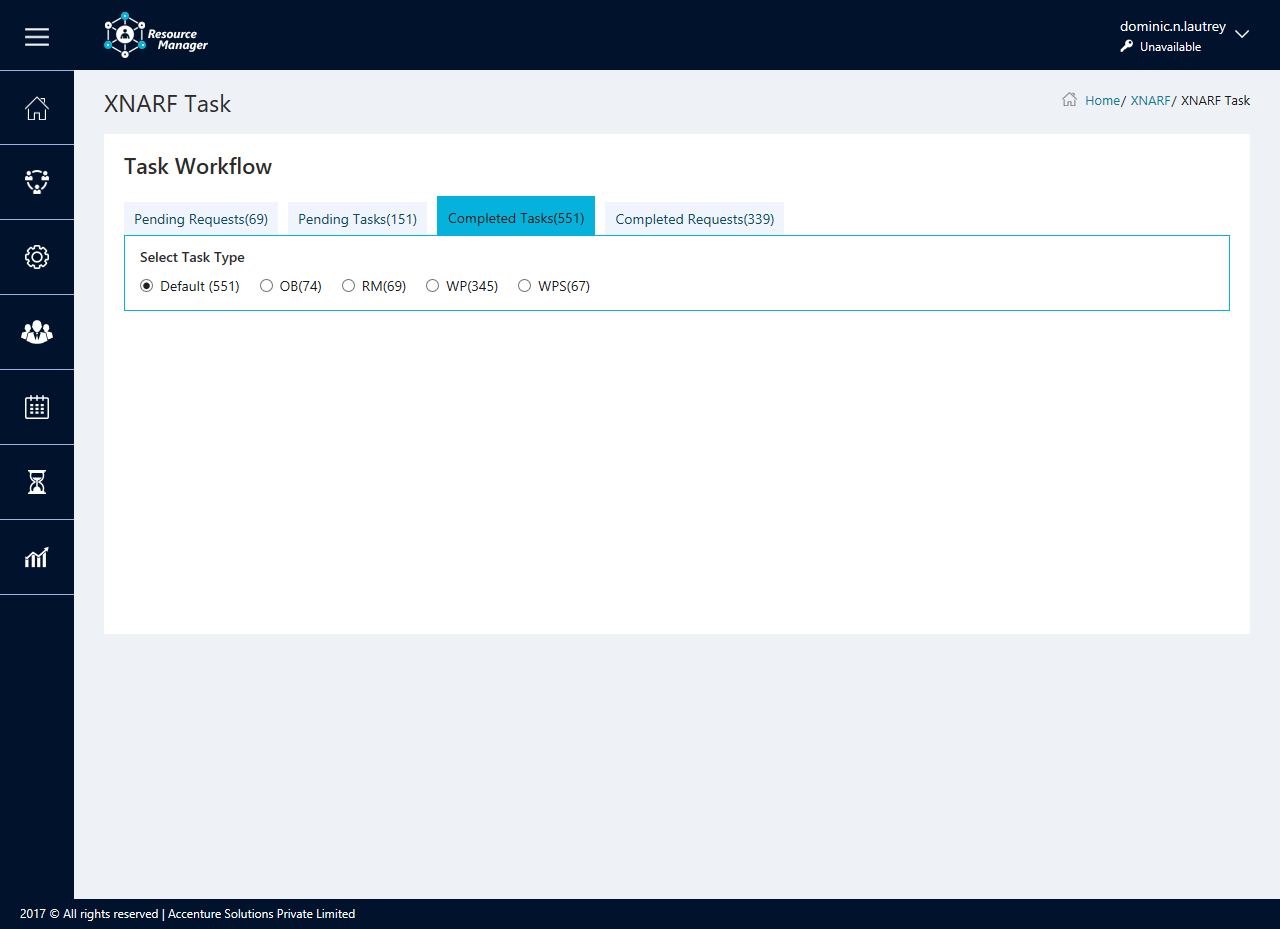 Resource
Manager
dominic.n.lautrey
Unavailable
XNARF Task
Home/ XNARF/ XNARF Task
Task Workflow
Pending Requests(69) Pending Tasks(151) Completed Tasks(551) Completed Requests(339)
Select Task Type
Default (551) OB(74) RM(69) WP(345) WPS(67)
2017 © All rights reserved | Accenture Solutions Private Limited